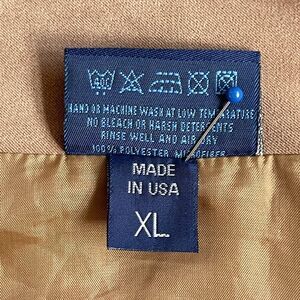 40C
HAND OR MACHINE WASH AT LOW TEMPERATURE
NO BLEACH OR HARSH DETERGENTS
RINSE WELL AND AIR DRY
100% POLYESTER MICROFIBER
MADE
IN USA
XL